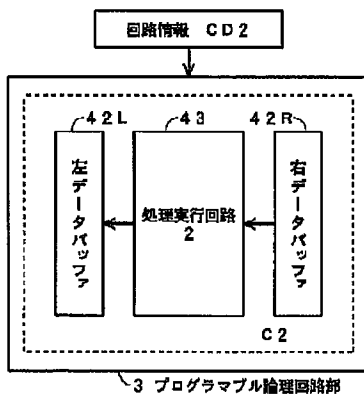 回路情報 CD2
42L
43
42R
左データバッファ
処理実行回路
2
右データバッファ
C2
3 プログラマブル論理回路部